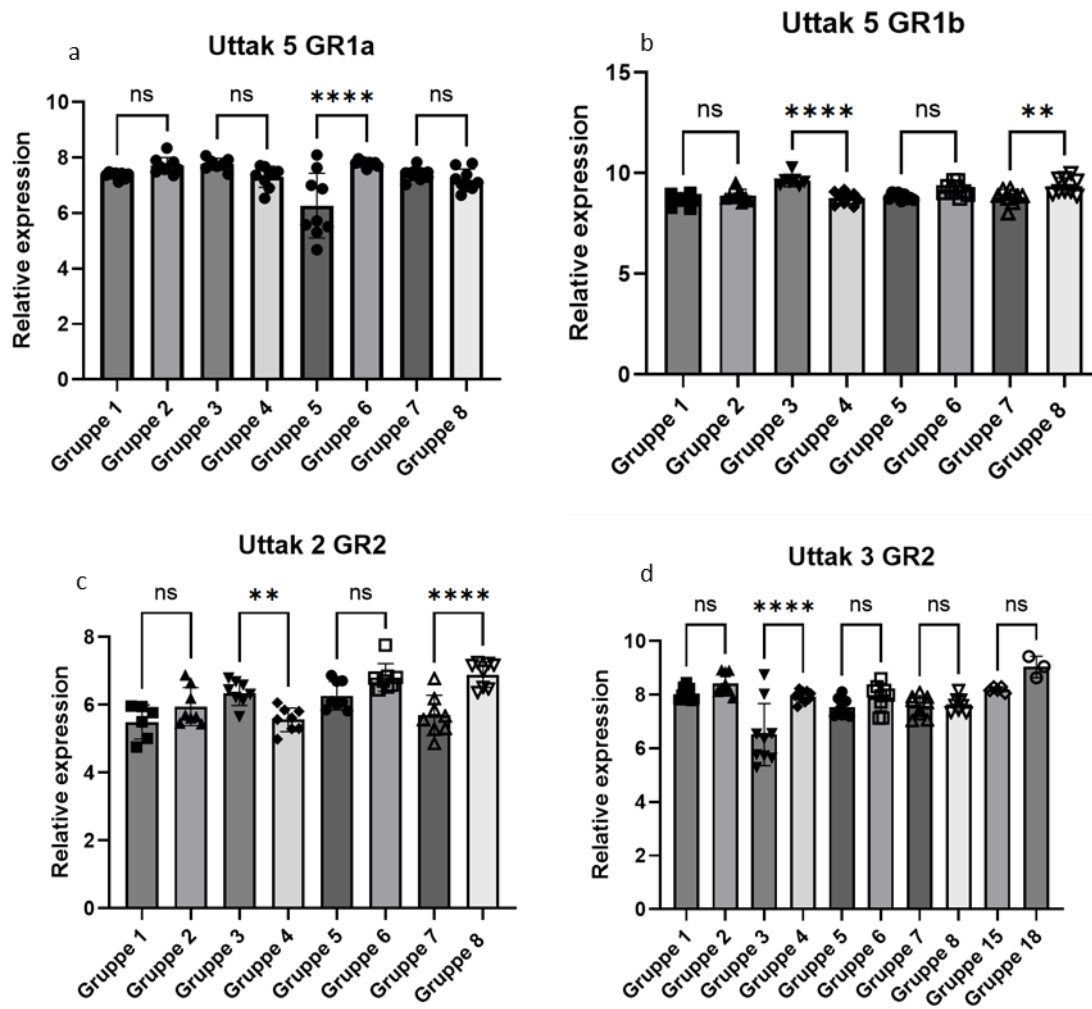 a
Uttak 5 GR1a
ns
ns
****
ns
Relative expression
10
8
6
4
2
0
Gruppe 1
Gruppe 2
Gruppe 3
Gruppe 4
Gruppe 5
Gruppe 6
Gruppe 7
Gruppe 8
b
Uttak 5 GR1b
ns
****
ns
**
Relative expression
15
10
5
0
Gruppe 1
Gruppe 2
Gruppe 3
Gruppe 4
Gruppe 5
Gruppe 6
Gruppe 7
Gruppe 8
c
Uttak 2 GR2
ns
**
ns
****
Relative expression
8
6
4
2
0
Gruppe 1
Gruppe 2
Gruppe 3
Gruppe 4
Gruppe 5
Gruppe 6
Gruppe 7
Gruppe 8
d
Uttak 3 GR2
ns
****
ns
ns
ns
Relative expression
10
8
6
4
2
0
Gruppe 1
Gruppe 2
Gruppe 3
Gruppe 4
Gruppe 5
Gruppe 6
Gruppe 7
Gruppe 8
Gruppe 15
Gruppe 18